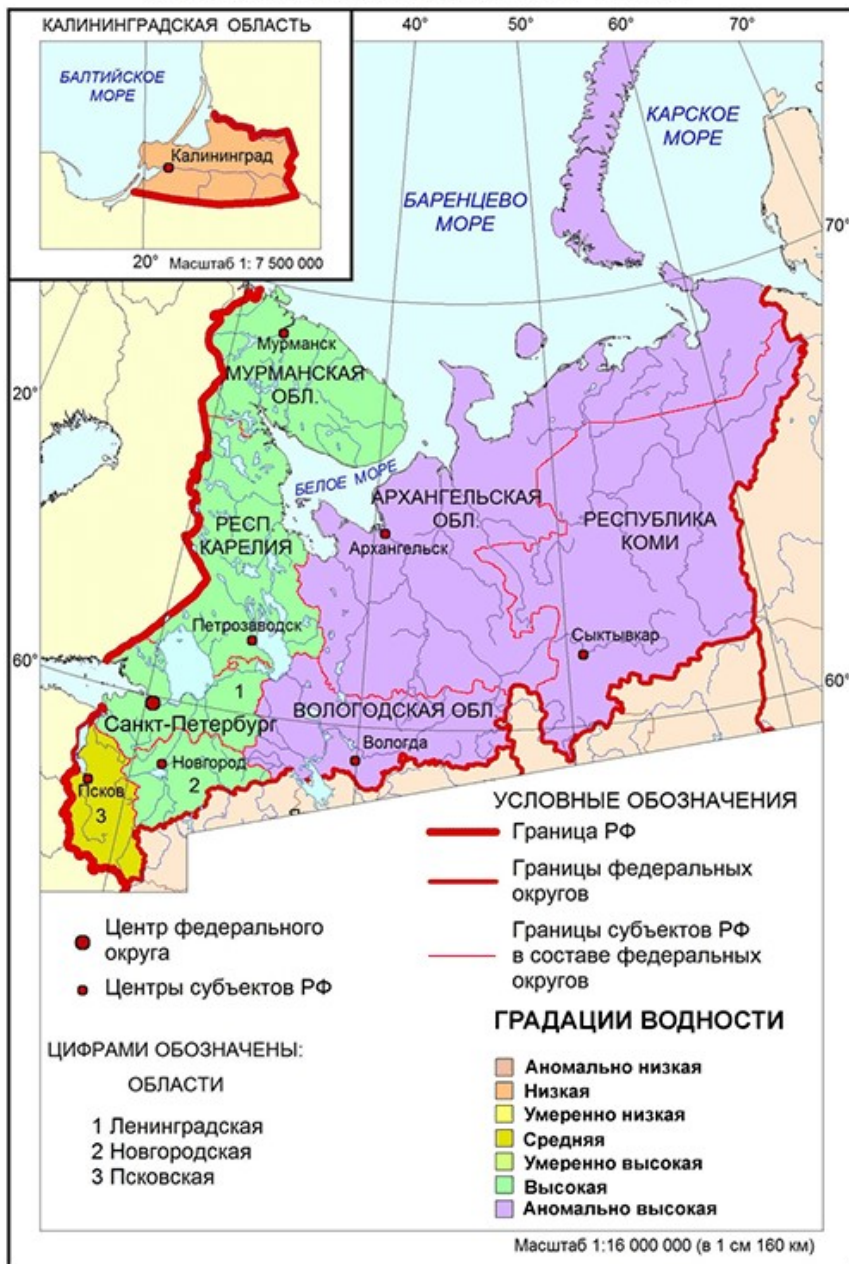 КАЛИНИНГРАДСКАЯ ОБЛАСТЬ
40° 50° 60° 70°
БАЛТИЙСКОЕ
МОРЕ
Калининград
20° Масштаб 1: 7 500 000
КАРСКОЕ
МОРЕ
БАРЕНЦЕВО
МОРЕ
70°
Мурманск
МУРМАНСКАЯ
ОБЛ.
20°
БЕЛОЕ МОРЕ
АРХАНГЕЛЬСКАЯ
ОБЛ.
Архангельск
РЕСП.
КАРЕЛИЯ
РЕСПУБЛИКА
КОМИ
Петрозаводск
Сыктывкар
60°
60°
1
ВОЛОГОДСКАЯ ОБЛ
Санкт-Петербург
Вологда
Новгород
2
Псков
3
УСЛОВНЫЕ ОБОЗНАЧЕНИЯ
Граница РФ
Границы федеральных
округов
Границы субъектов РФ
в составе федеральных
округов
Центр федерального
округа
Центры субъектов РФ
ЦИФРАМИ ОБОЗНАЧЕНЫ:
ОБЛАСТИ
1 Ленинградская
2 Новгородская
3 Псковская
ГРАДАЦИИ ВОДНОСТИ
Аномально низкая
Низкая
Умеренно низкая
Средняя
Умеренно высокая
Высокая
Аномально высокая
Масштаб 1:16 000 000 (в 1 см 160 км)